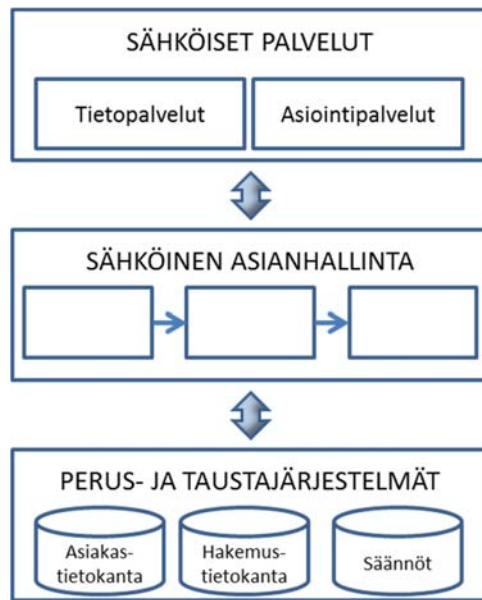 SÄHKÖISET PALVELUT
Tietopalvelut
Asiointipalvelut
SÄHKÖINEN ASIANHALLINTA
PERUS- JA TAUSTAJÄRJESTELMÄT
Asiakas-
tietokanta
Hakemus-
tietokanta
Säännöt